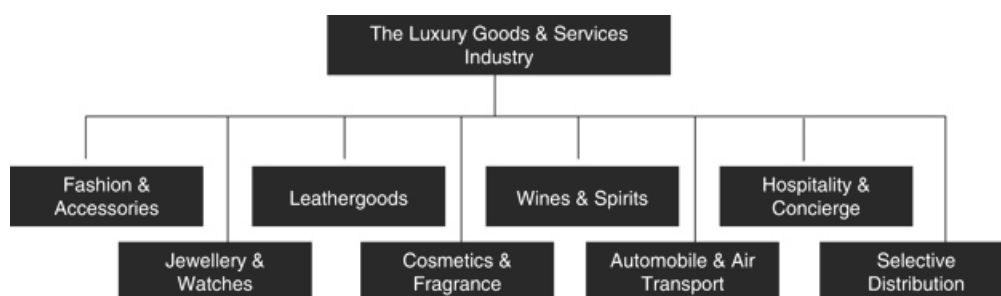 The Luxury Goods & Services
Industry
Fashion &
Accessories
Leathergoods
Wines & Spirits
Hospitality &
Concierge
Jewellery &
Watches
Cosmetics &
Fragrance
Automobile & Air
Transport
Selective
Distribution